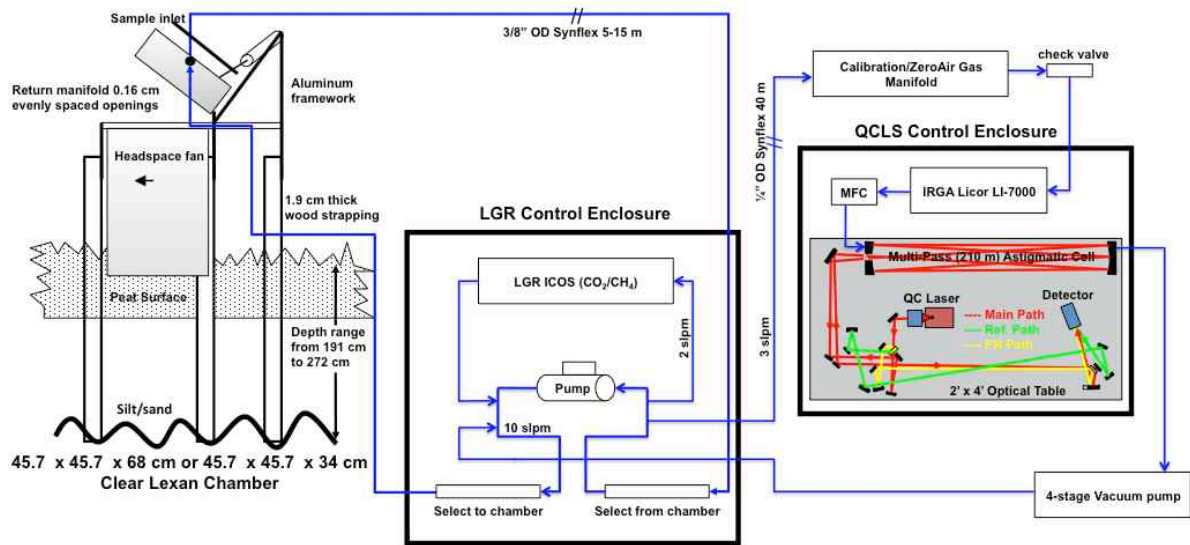 Sample inlet
3/8” OD Synflex 5-15 m
Return manifold 0.16 cm
evenly spaced openings
Aluminum
framework
Headspace fan
1.9 cm thick
wood strapping
Peat Surface
Depth range
from 191 cm
to 272 cm
Silt/sand
45.7 x 45.7 x 68 cm or 45.7 x 45.7 x 34 cm
Clear Lexan Chamber
LGR Control Enclosure
LGR ICOS (CO₂/CH₄)
2 slpm
Pump
10 slpm
Select to chamber
Select from chamber
3 slpm
¼” OD Synflex 40 m
Calibration/ZeroAir Gas
Manifold
check valve
QCLS Control Enclosure
MFC
IRGA Licor LI-7000
Multi-Pass (210 m) Astigmatic Cell
QC Laser
Detector
Main Path
Ref. Path
PN Path
2' x 4' Optical Table
4-stage Vacuum pump